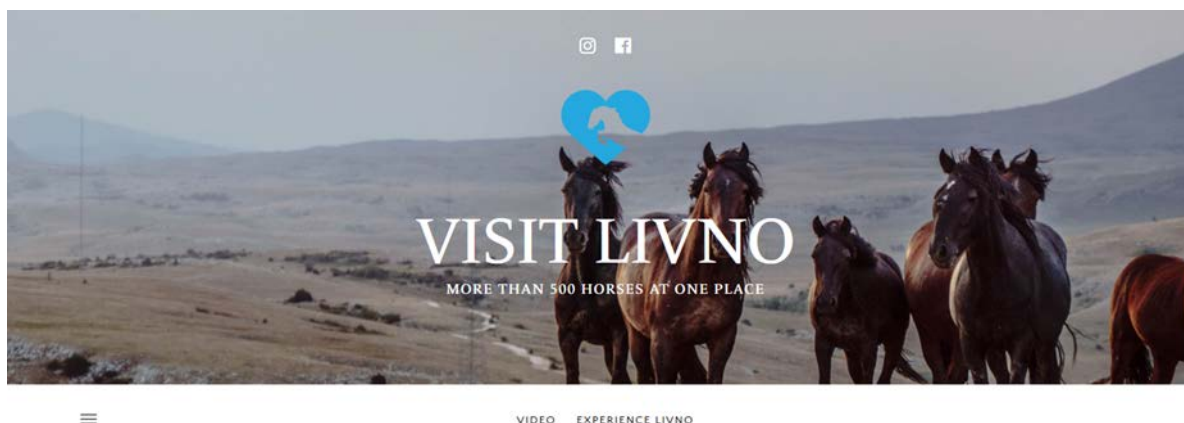 VISIT LIVNO
MORE THAN 500 HORSES AT ONE PLACE
VIDEO EXPERIENCE LIVNO